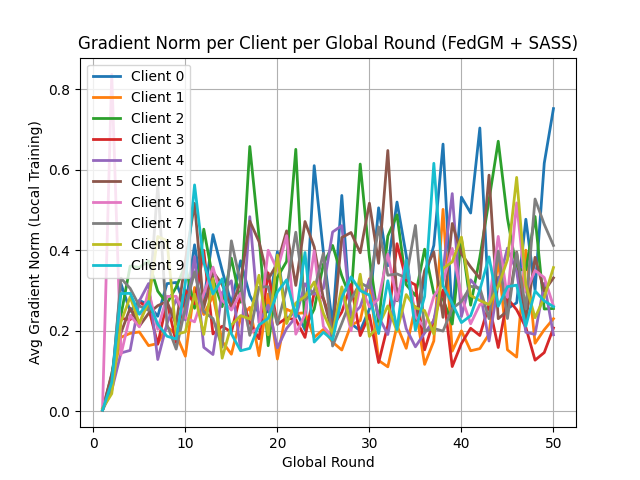 Gradient Norm per Client per Global Round (FedGM + SASS)
Avg Gradient Norm (Local Training)
0.8
0.6
0.4
0.2
0.0
Client 0
Client 1
Client 2
Client 3
Client 4
Client 5
Client 6
Client 7
Client 8
Client 9
0
10
20
30
40
50
Global Round